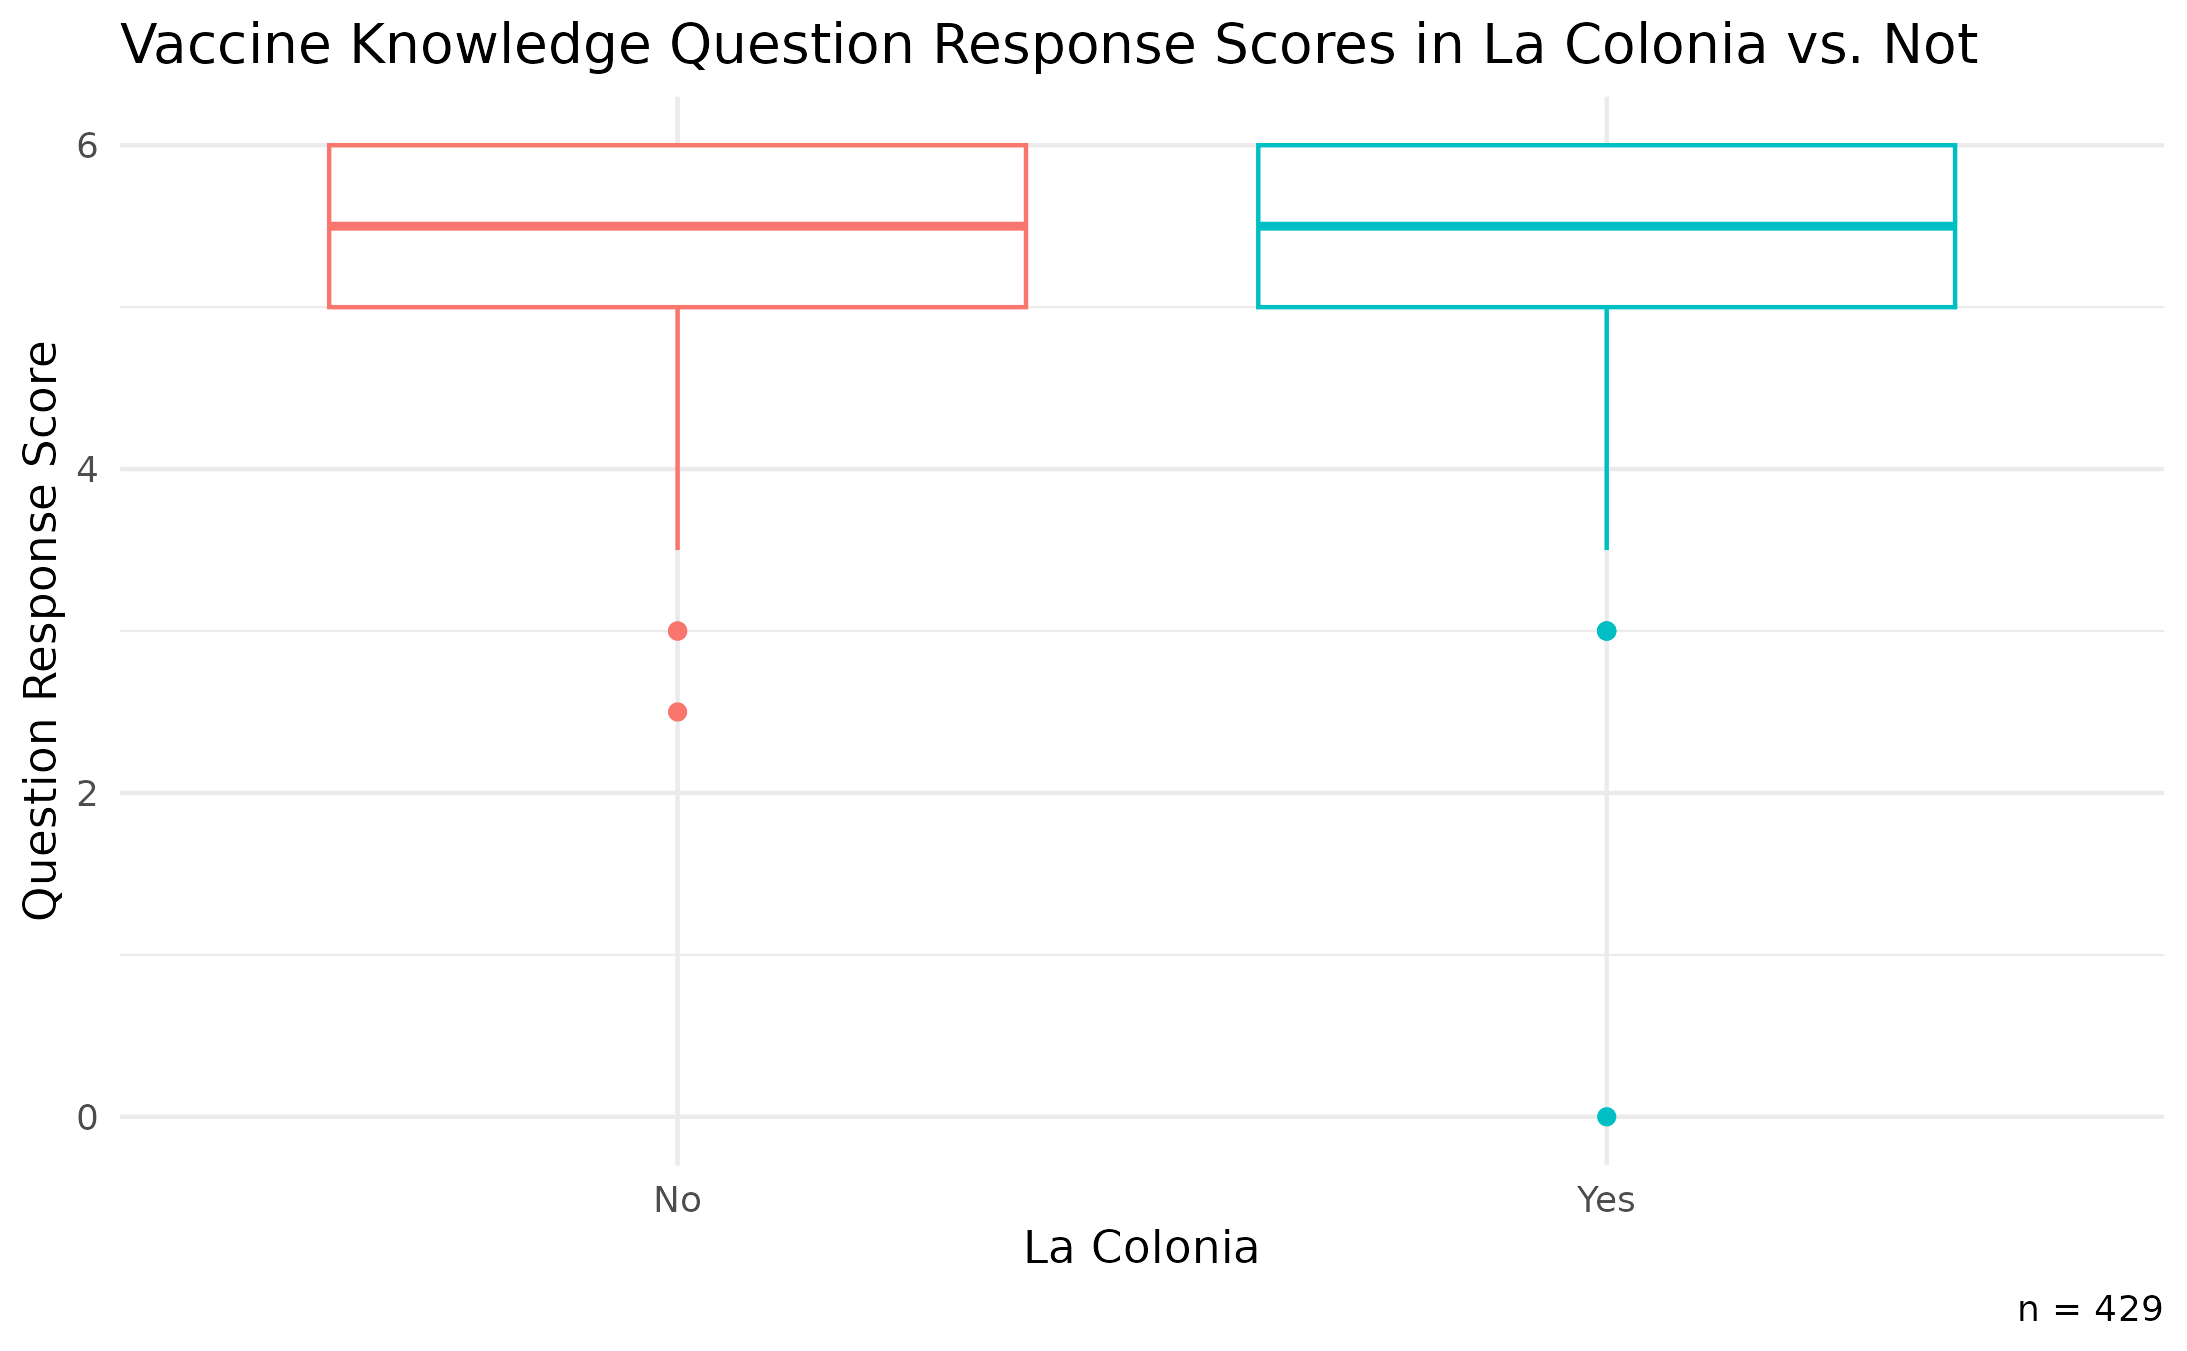 Vaccine Knowledge Question Response Scores in La Colonia vs. Not
Question Response Score
6
4
2
0
No
Yes
La Colonia
n = 429